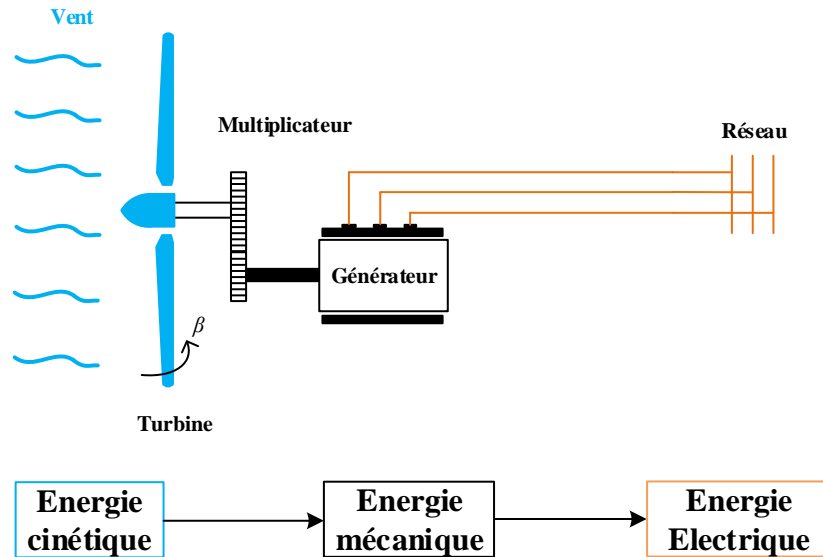 Vent
Multiplicateur
Réseau
Générateur
β
Turbine
Energie
cinétique
Energie
mécanique
Energie
Electrique